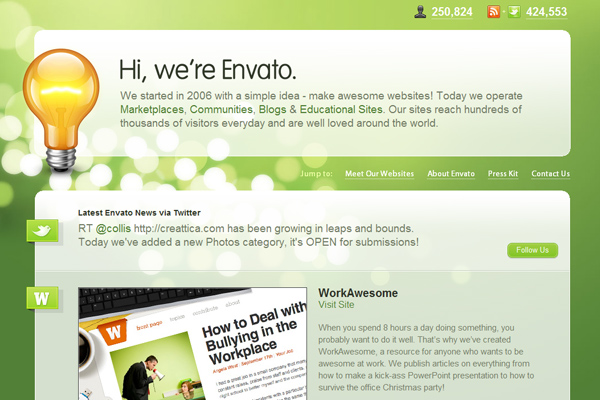 250,824
424,553
Hi, we're Envato.
We started in 2006 with a simple idea - make awesome websites! Today we operate
Marketplaces, Communities, Blogs & Educational Sites. Our sites reach hundreds of
thousands of visitors everyday and are well loved around the world.
Jump to: Meet Our Websites About Envato Press Kit Contact Us
Latest Envato News via Twitter
RT @collis http://creattica.com has been growing in leaps and bounds.
Today we've added a new Photos category, it's OPEN for submissions!
Follow Us
W
W
front page topics contribute about
How to Deal with
Bullying in the
Workplace
WorkAwesome
Visit Site
When you spend 8 hours a day doing something, you
probably want to do it well. That's why we've created
WorkAwesome, a resource for anyone who wants to be
awesome at work. We publish articles on everything from
how to make a kick-ass PowerPoint presentation to how to
survive the office Christmas party!